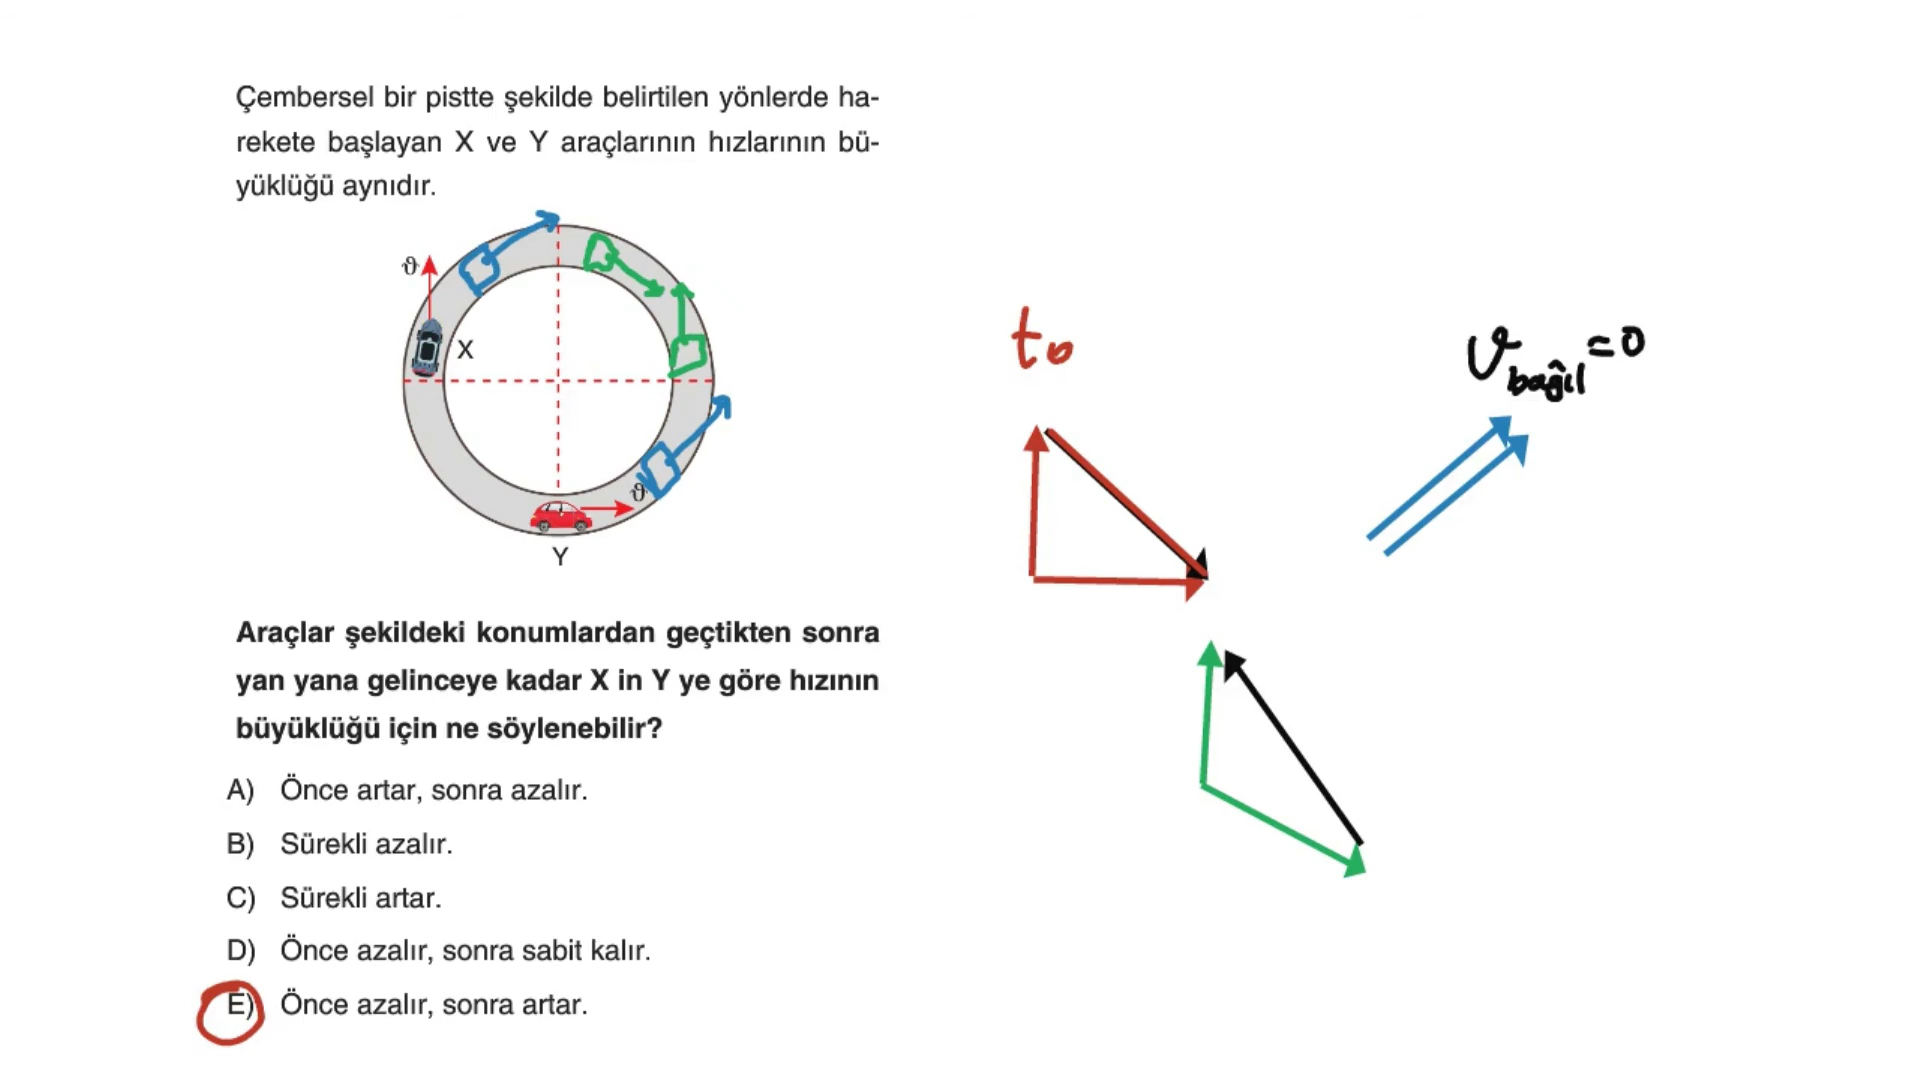 Çembersel bir pistte şekilde belirtilen yönlerde ha-
rekete başlayan X ve Y araçlarının hızlarının bü-
yüklüğü aynıdır.
ϑ
X
ϑ
Y
t₀
ϑbağıl=0
Araçlar şekildeki konumlardan geçtikten sonra
yan yana gelinceye kadar X in Y ye göre hızının
büyüklüğü için ne söylenebilir?
A) Önce artar, sonra azalır.
B) Sürekli azalır.
C) Sürekli artar.
D) Önce azalır, sonra sabit kalır.
E) Önce azalır, sonra artar.